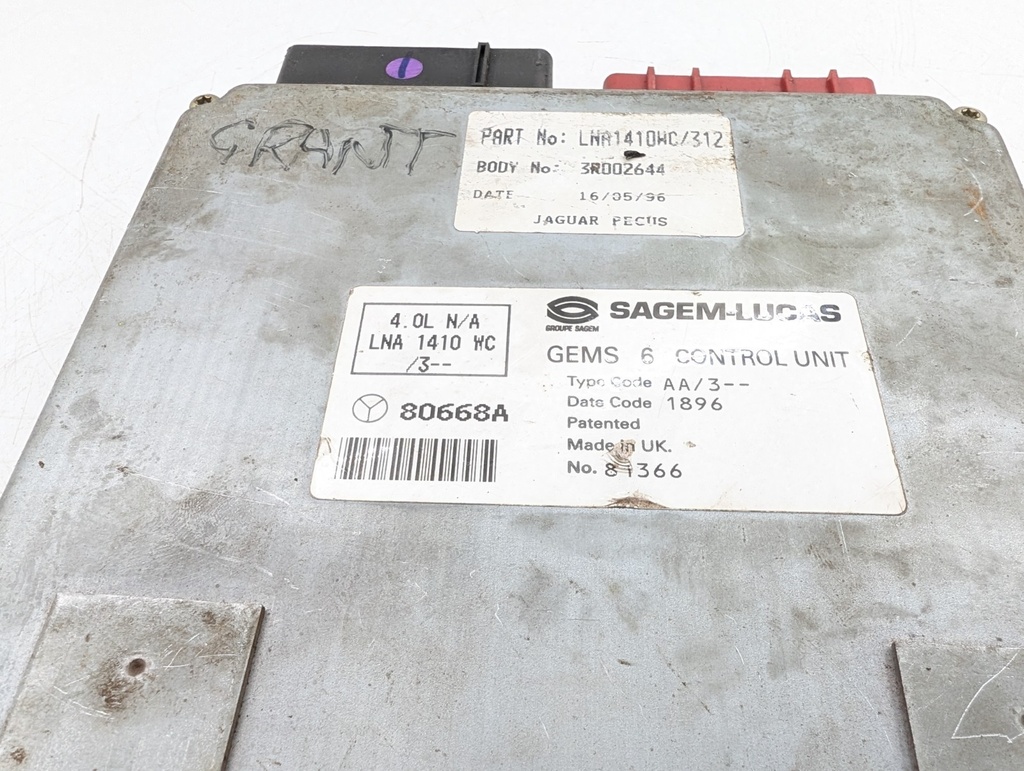 GRANT
PART No: LNA1410WC/312
BODY No: 3R002644
DATE 16/05/96
JAGUAR PECUS
4.0L N/A
LNA 1410 WC
/3--
80668A
GROUPE SAGEM
SAGEM-LUCAS
GEMS 6 CONTROL UNIT
Type Code AA/3--
Date Code 1896
Patented
Made in UK.
No.